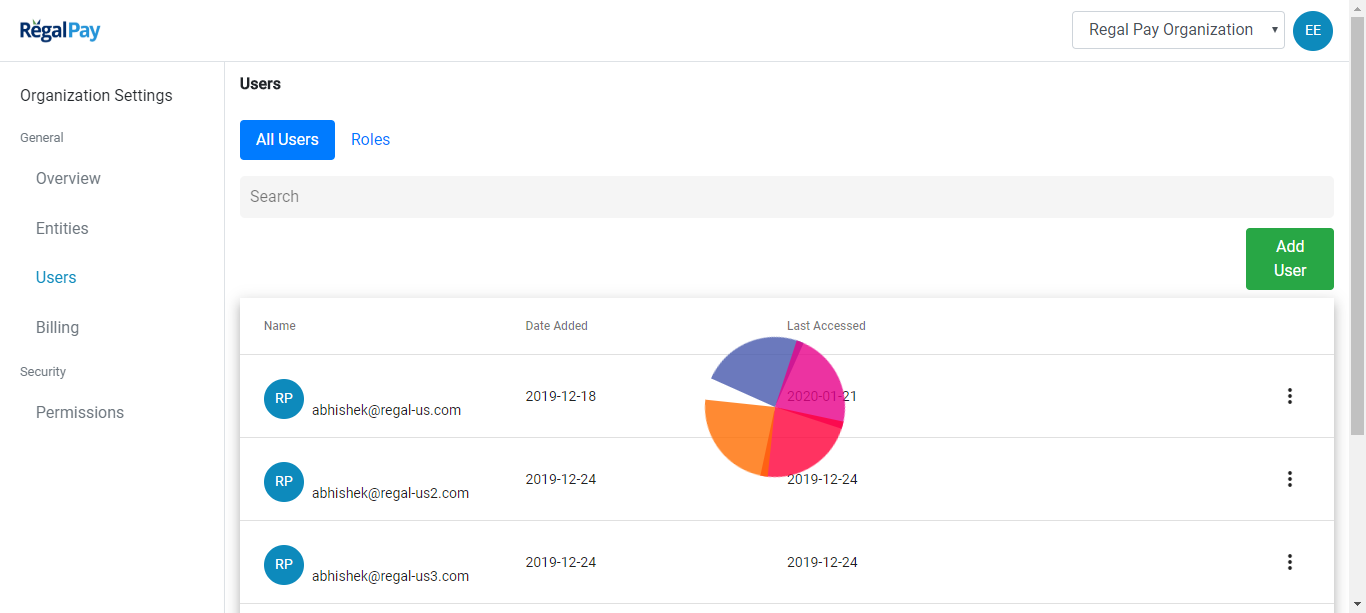 RegalPay
Regal Pay Organization
EE
Organization Settings
General
Overview
Entities
Users
Billing
Security
Permissions
Users
All Users
Roles
Search
Add
User
Name Date Added Last Accessed
RP abhishek@regal-us.com 2019-12-18 2020-01-21
RP abhishek@regal-us2.com 2019-12-24 2019-12-24
RP abhishek@regal-us3.com 2019-12-24 2019-12-24